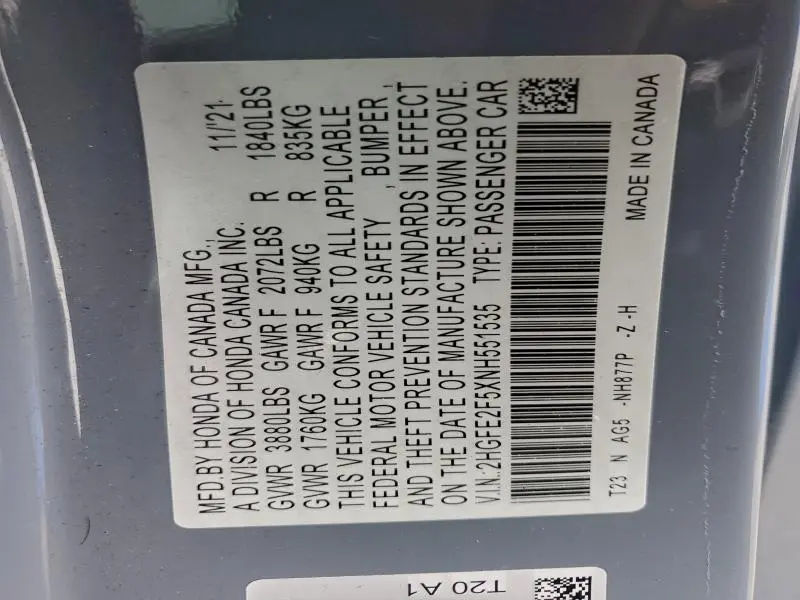 MFD.BY HONDA OF CANADA MFG., 11/'21
A DIVISION OF HONDA CANADA INC.
GVWR 3880LBS GAWR F 2072LBS R 1840LBS
GVWR 1760KG GAWR F 940KG R 835KG
THIS VEHICLE CONFORMS TO ALL APPLICABLE
FEDERAL MOTOR VEHICLE SAFETY , BUMPER ,
AND THEFT PREVENTION STANDARDS IN EFFECT
ON THE DATE OF MANUFACTURE SHOWN ABOVE.
V.I.N.:2HGFE2F5XNH551535 TYPE: PASSENGER CAR
T23 N AG5 -NH877P -Z -H MADE IN CANADA
T20 A1